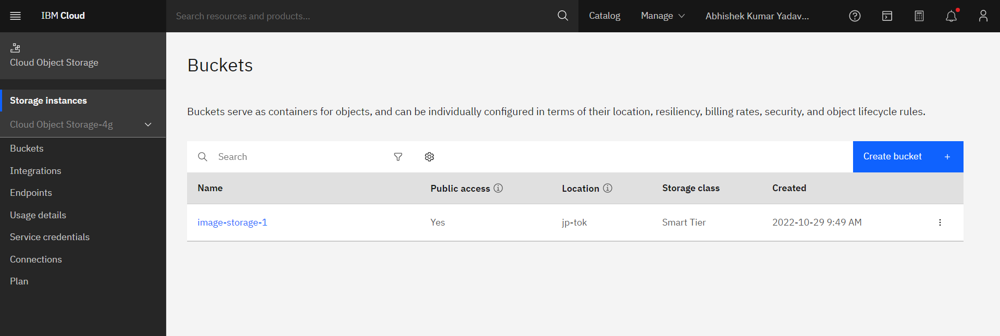 IBM Cloud
Search resources and products...
Catalog
Manage
Abhishek Kumar Yadav...
Cloud Object Storage
Storage instances
Cloud Object Storage-4g
Buckets
Integrations
Endpoints
Usage details
Service credentials
Connections
Plan
Buckets
Buckets serve as containers for objects, and can be individually configured in terms of their location, resiliency, billing rates, security, and object lifecycle rules.
Search
Create bucket +
Name Public access Location Storage class Created
image-storage-1 Yes jp-tok Smart Tier 2022-10-29 9:49 AM